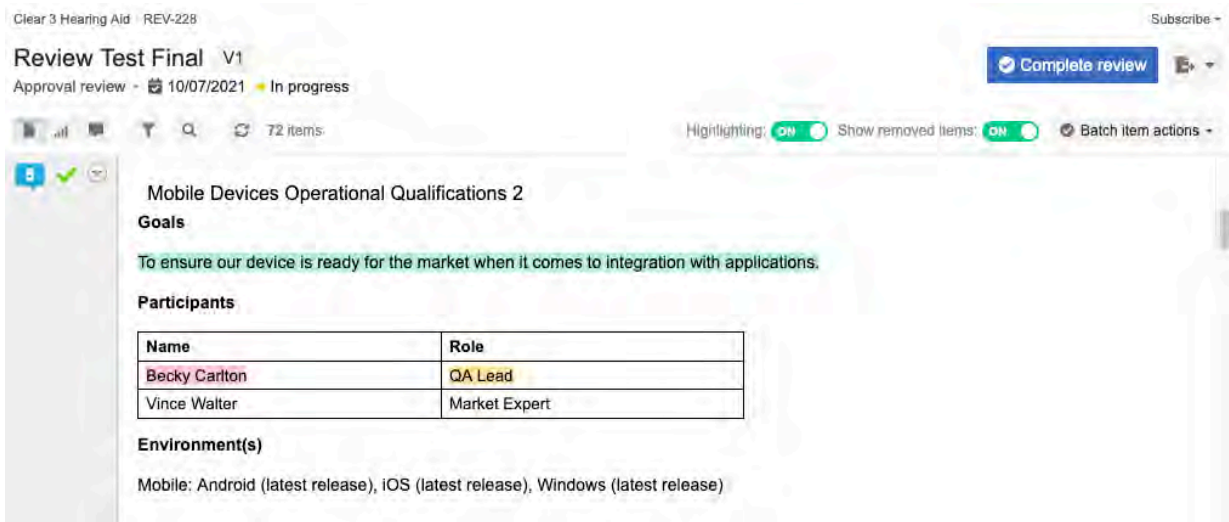 Clear 3 Hearing Aid REV-228
Subscribe
Review Test Final V1
Complete review
Approval review - 10/07/2021 In progress
72 items
Highlighting: ON Show removed items: ON Batch item actions
Mobile Devices Operational Qualifications 2
Goals
To ensure our device is ready for the market when it comes to integration with applications.
Participants
Name Role
Becky Carlton QA Lead
Vince Walter Market Expert
Environment(s)
Mobile: Android (latest release), iOS (latest release), Windows (latest release)